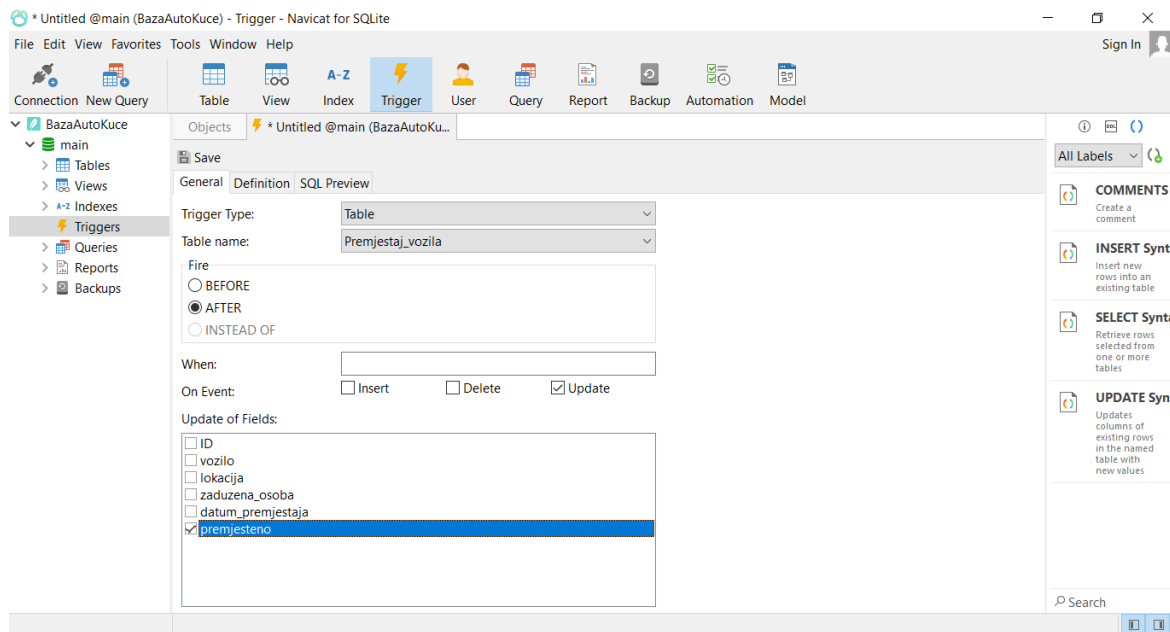 * Untitled @main (BazaAutoKuce) - Trigger - Navicat for SQLite
File Edit View Favorites Tools Window Help
Sign In
Connection New Query Table View Index Trigger User Query Report Backup Automation Model
A-Z
BazaAutoKuce
main
Tables
Views
A-Z Indexes
Triggers
Queries
Reports
Backups
Objects
* Untitled @main (BazaAutoKu...
Save
General Definition SQL Preview
Trigger Type: Table
Table name: Premjestaj_vozila
Fire
BEFORE
AFTER
INSTEAD OF
When:
On Event: Insert Delete Update
Update of Fields:
ID
vozilo
lokacija
zaduzena_osoba
datum_premjestaja
premjesteno
All Labels
COMMENTS
Create a
comment
INSERT Synt
Insert new
rows into an
existing table
SELECT Synta
Retrieve rows
selected from
one or more
tables
UPDATE Syn
Updates
columns of
existing rows
in the named
table with
new values
Search